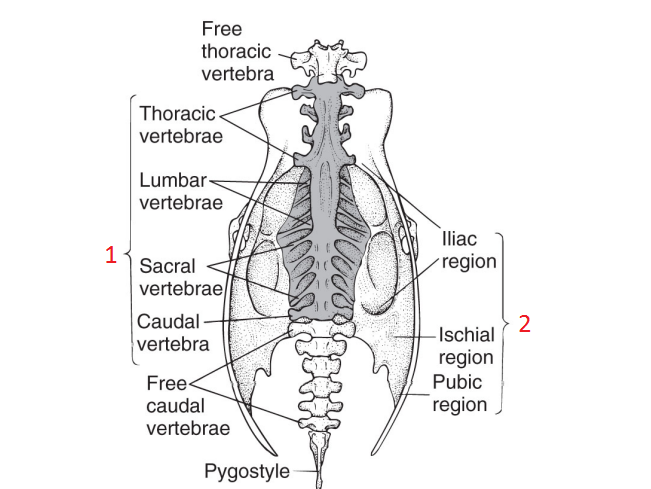 Free
thoracic
vertebra
Thoracic
vertebrae
Lumbar
vertebrae
1
Sacral
vertebrae
Caudal
vertebra
Free
caudal
vertebrae
Pygostyle
Iliac
region
2
Ischial
region
Pubic
region